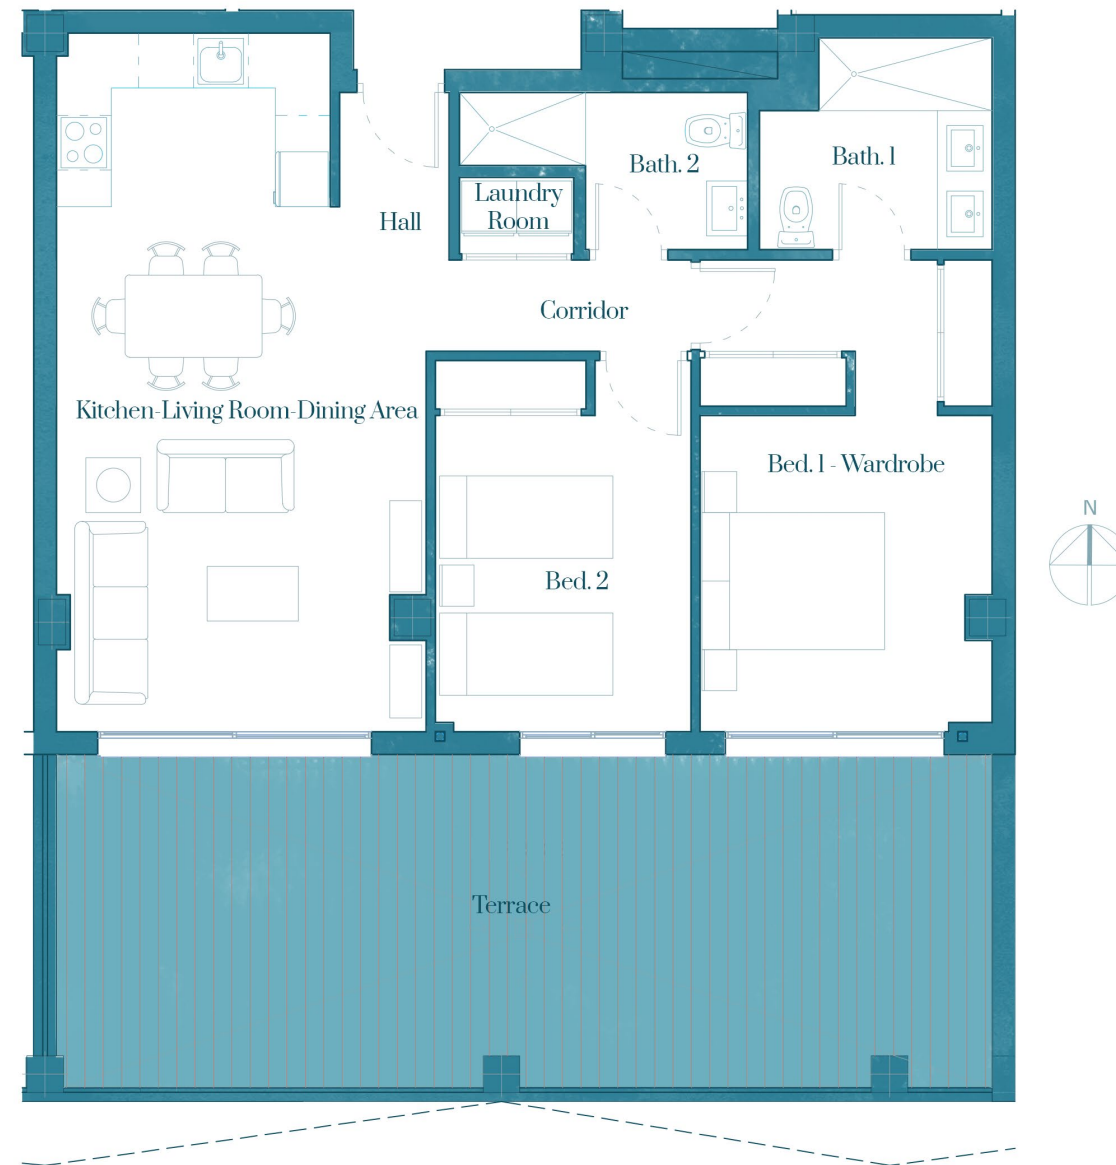 Bath. 1
Bath. 2
Laundry
Room
Hall
Corridor
Kitchen-Living Room-Dining Area
Bed. 1 - Wardrobe
N
Bed. 2
Terrace